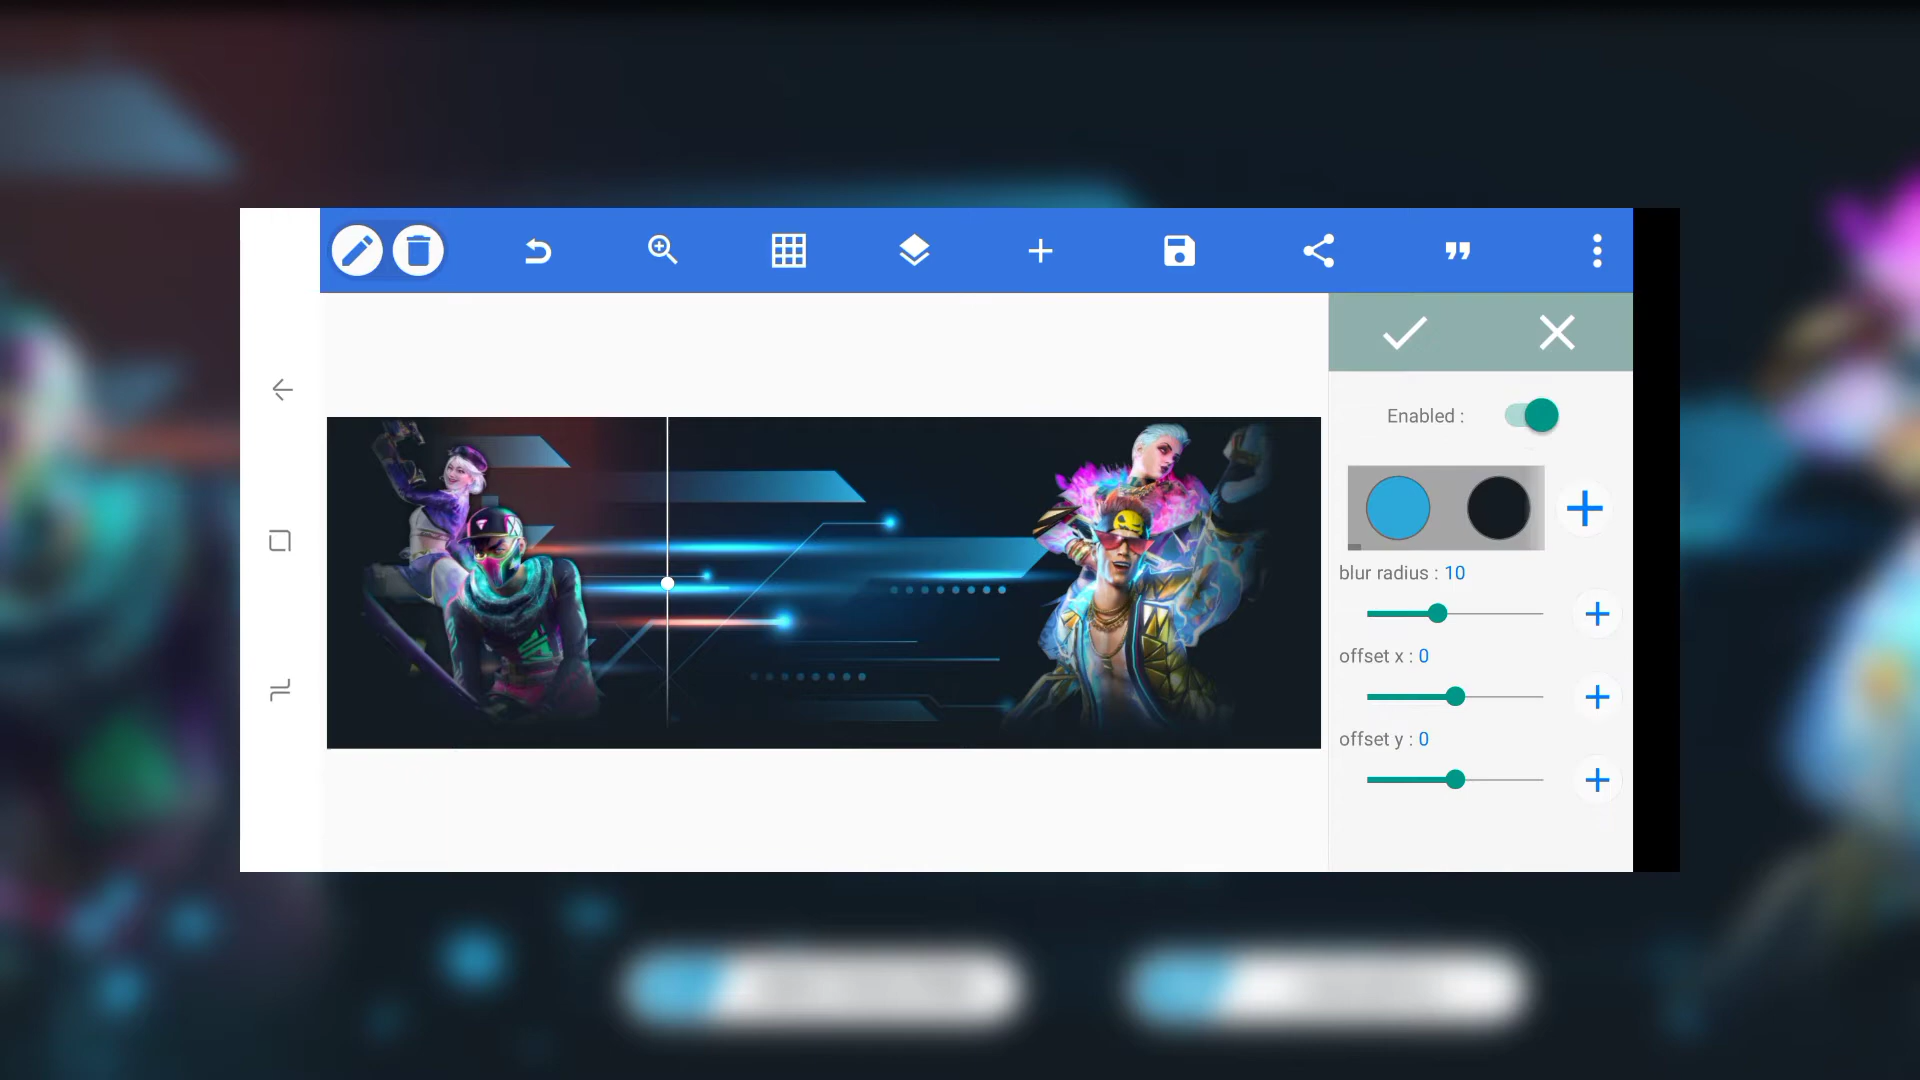 Enabled :
blur radius : 10
offset x : 0
offset y : 0